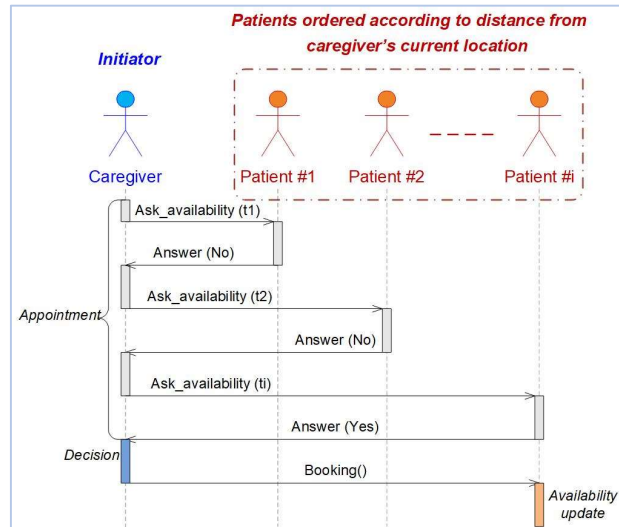 Patients ordered according to distance from
caregiver's current location
Initiator
Caregiver
Patient #1
Patient #2
Patient #i
Ask_availability (t1)
Answer (No)
Ask_availability (t2)
Appointment
Answer (No)
Ask_availability (ti)
Answer (Yes)
Decision
Booking()
Availability
update